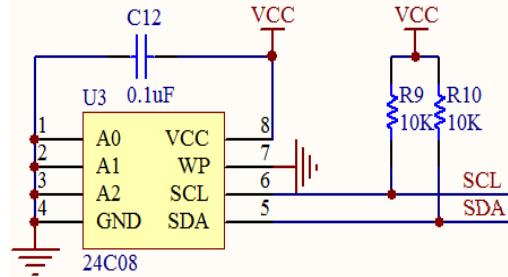 C12 VCC VCC
U3 0.1uF R9 R10
10K 10K
1 A0 VCC 8
2 A1 WP 7
3 A2 SCL 6 SCL
4 GND SDA 5 SDA
24C08